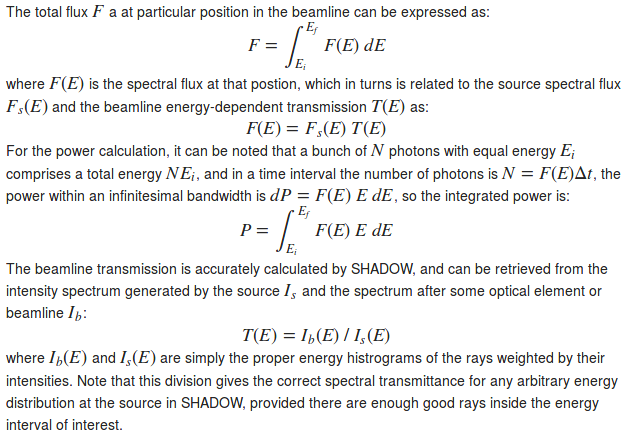 The total flux F a at particular position in the beamline can be expressed as:
F = ∫_{E_i}^{E_f} F(E) dE
where F(E) is the spectral flux at that postion, which in turns is related to the source spectral flux
F_s(E) and the beamline energy-dependent transmission T(E) as:
F(E) = F_s(E) T(E)
For the power calculation, it can be noted that a bunch of N photons with equal energy E_i
comprises a total energy NE_i, and in a time interval the number of photons is N = F(E)Δt, the
power within an infinitesimal bandwidth is dP = F(E) E dE, so the integrated power is:
P = ∫_{E_i}^{E_f} F(E) E dE
The beamline transmission is accurately calculated by SHADOW, and can be retrieved from the
intensity spectrum generated by the source I_s and the spectrum after some optical element or
beamline I_b:
T(E) = I_b(E) / I_s(E)
where I_b(E) and I_s(E) are simply the proper energy histrograms of the rays weighted by their
intensities. Note that this division gives the correct spectral transmittance for any arbitrary energy
distribution at the source in SHADOW, provided there are enough good rays inside the energy
interval of interest.